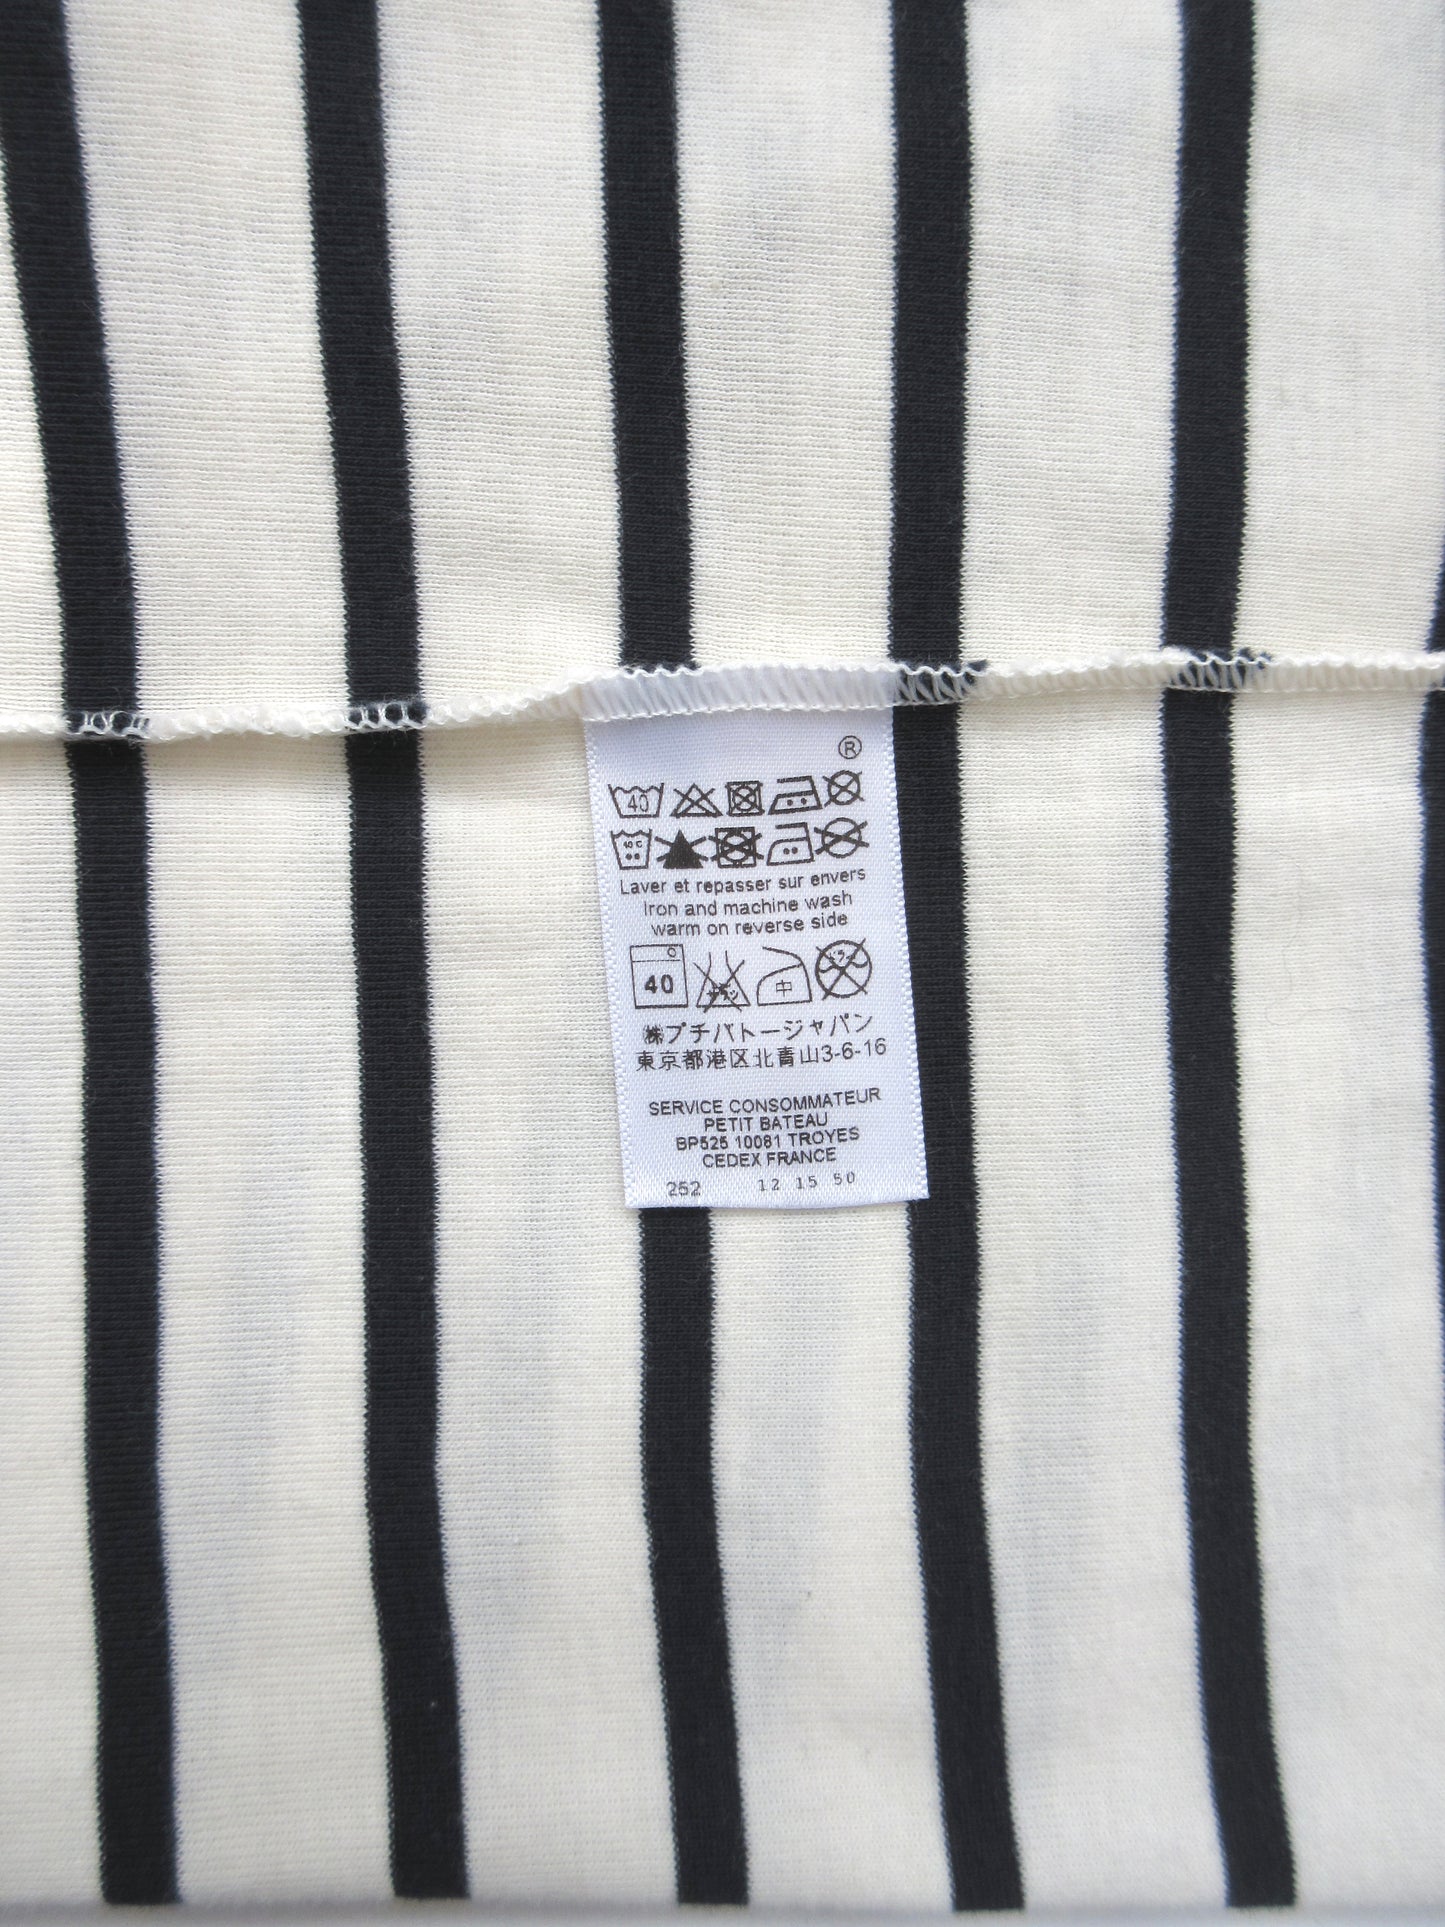 ®
40
40 C
Laver et repasser sur envers
Iron and machine wash
warm on reverse side
40 中
㈱プチバトージャパン
東京都港区北青山3-6-16
SERVICE CONSOMMATEUR
PETIT BATEAU
BP525 10081 TROYES
CEDEX FRANCE
252 12 15 50